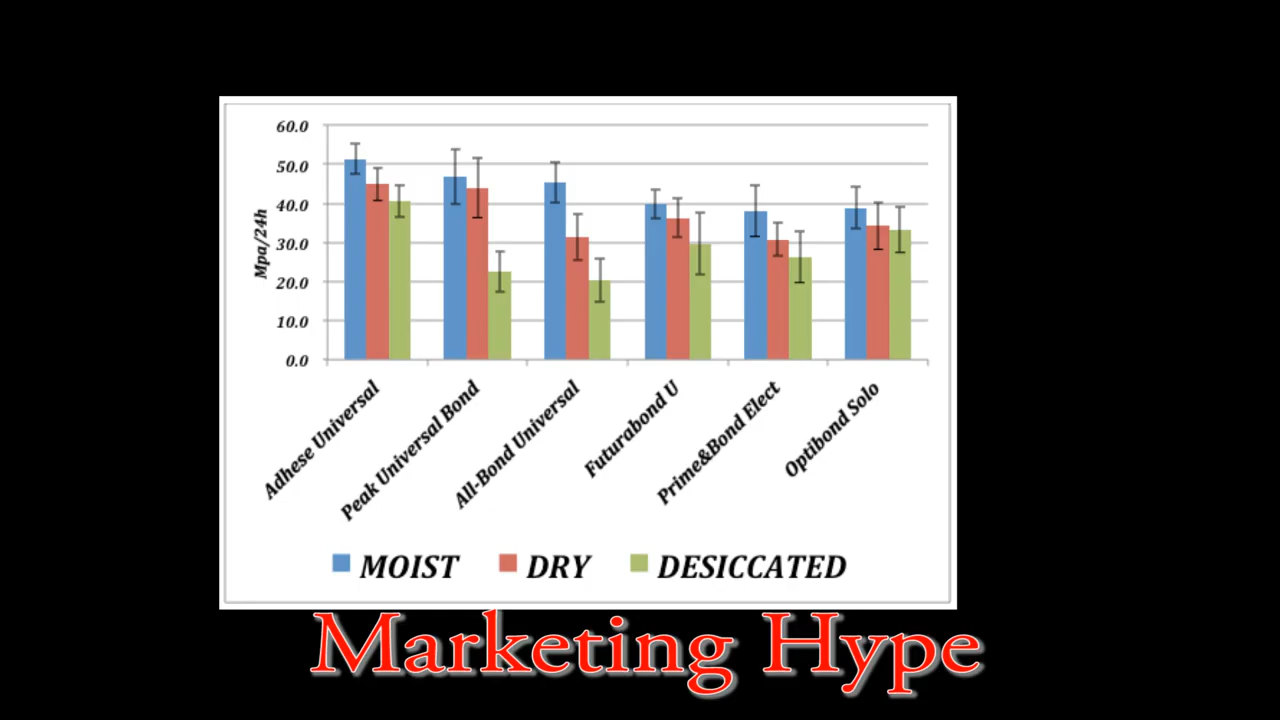 60.0
50.0
40.0
30.0
20.0
10.0
0.0
Mpa/24h
Adhese Universal
Peak Universal Bond
All-Bond Universal
Futurabond U
Prime&Bond Elect
Optibond Solo
MOIST DRY DESICCATED
Marketing Hype